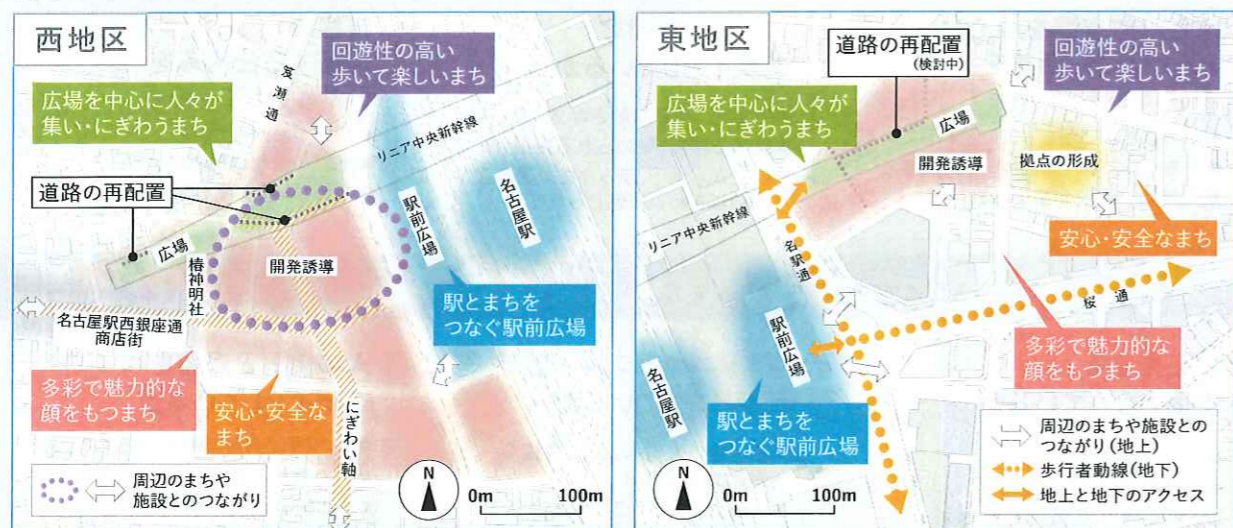 西地区
回遊性の高い
歩いて楽しいまち
笈瀬通
広場を中心に人々が
集い・にぎわうまち
リニア中央新幹線
道路の再配置
名古屋駅
駅前広場
広場
開発誘導
椿神明社
名古屋駅西銀座通
商店街
駅とまちを
つなぐ駅前広場
多彩で魅力的な
顔をもつまち
安心・安全な
まち
にぎわい軸
周辺のまちや
施設とのつながり
N
0m 100m
東地区
道路の再配置
(検討中)
回遊性の高い
歩いて楽しいまち
広場を中心に人々が
集い・にぎわうまち
広場
開発誘導
拠点の形成
リニア中央新幹線
名駅通
安心・安全なまち
桜通
駅前広場
名古屋駅
多彩で魅力的な
顔をもつまち
駅とまちを
つなぐ駅前広場
周辺のまちや施設との
つながり(地上)
歩行者動線(地下)
地上と地下のアクセス
N
0m 100m